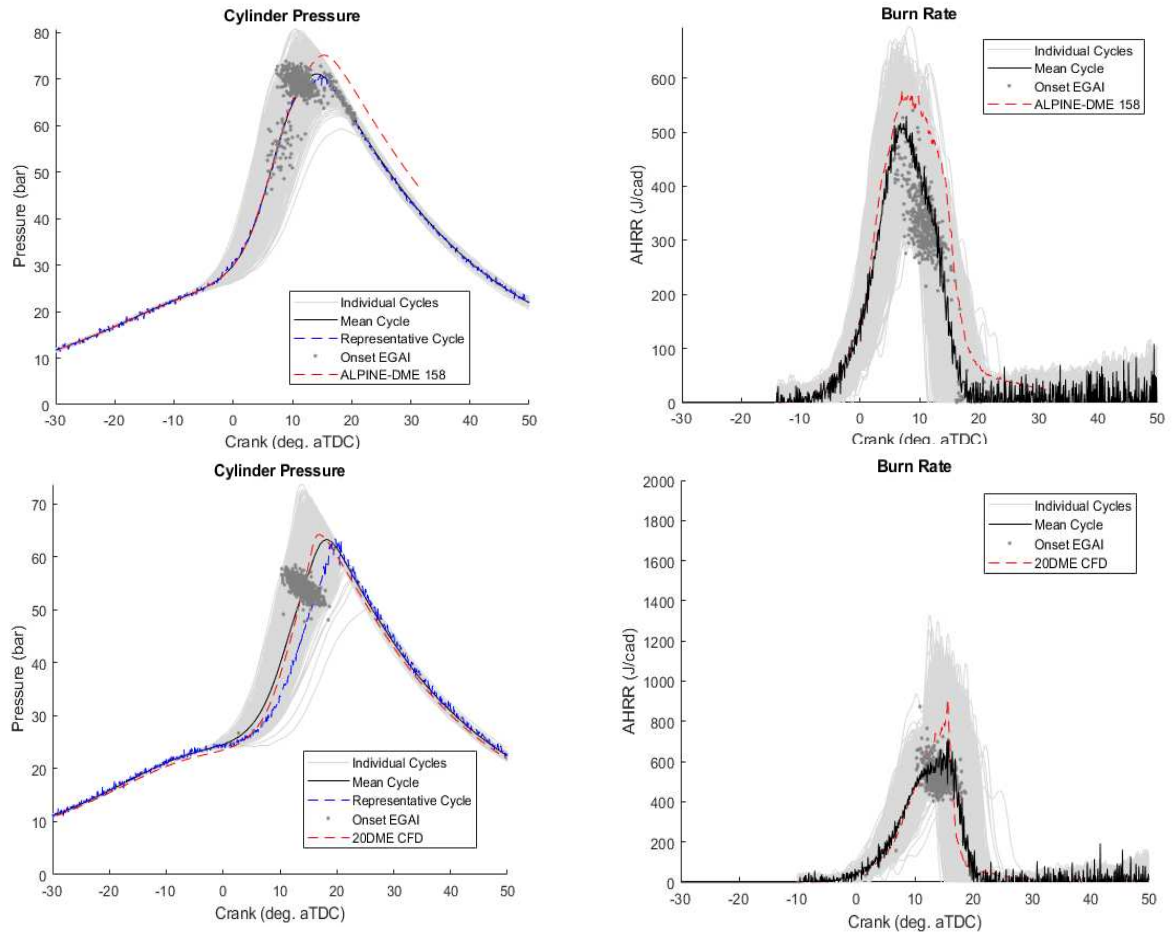 Cylinder Pressure
80
70
60
50
40
30
20
10
0
Pressure (bar)
-30 -20 -10 0 10 20 30 40 50
Crank (deg. aTDC)
Individual Cycles
Mean Cycle
Representative Cycle
Onset EGAI
ALPINE-DME 158
Burn Rate
600
500
400
300
200
100
0
AHRR (J/cad)
-30 -20 -10 0 10 20 30 40 50
Crank (deg. aTDC)
Individual Cycles
Mean Cycle
Onset EGAI
ALPINE-DME 158
Cylinder Pressure
70
60
50
40
30
20
10
0
Pressure (bar)
-30 -20 -10 0 10 20 30 40 50
Crank (deg. aTDC)
Individual Cycles
Mean Cycle
Representative Cycle
Onset EGAI
20DME CFD
Burn Rate
2000
1800
1600
1400
1200
1000
800
600
400
200
0
AHRR (J/cad)
-30 -20 -10 0 10 20 30 40 50
Crank (deg. aTDC)
Individual Cycles
Mean Cycle
Onset EGAI
20DME CFD